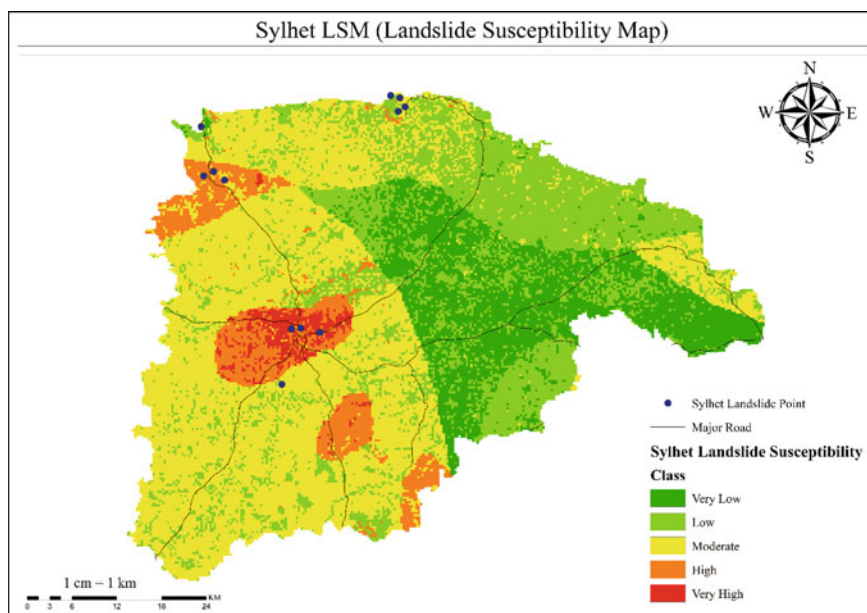 Sylhet LSM (Landslide Susceptibility Map)
N
W E
S
Sylhet Landslide Point
Major Road
Sylhet Landslide Susceptibility
Class
Very Low
Low
Moderate
High
Very High
1 cm – 1 km
0 3 6 12 18 24 KM